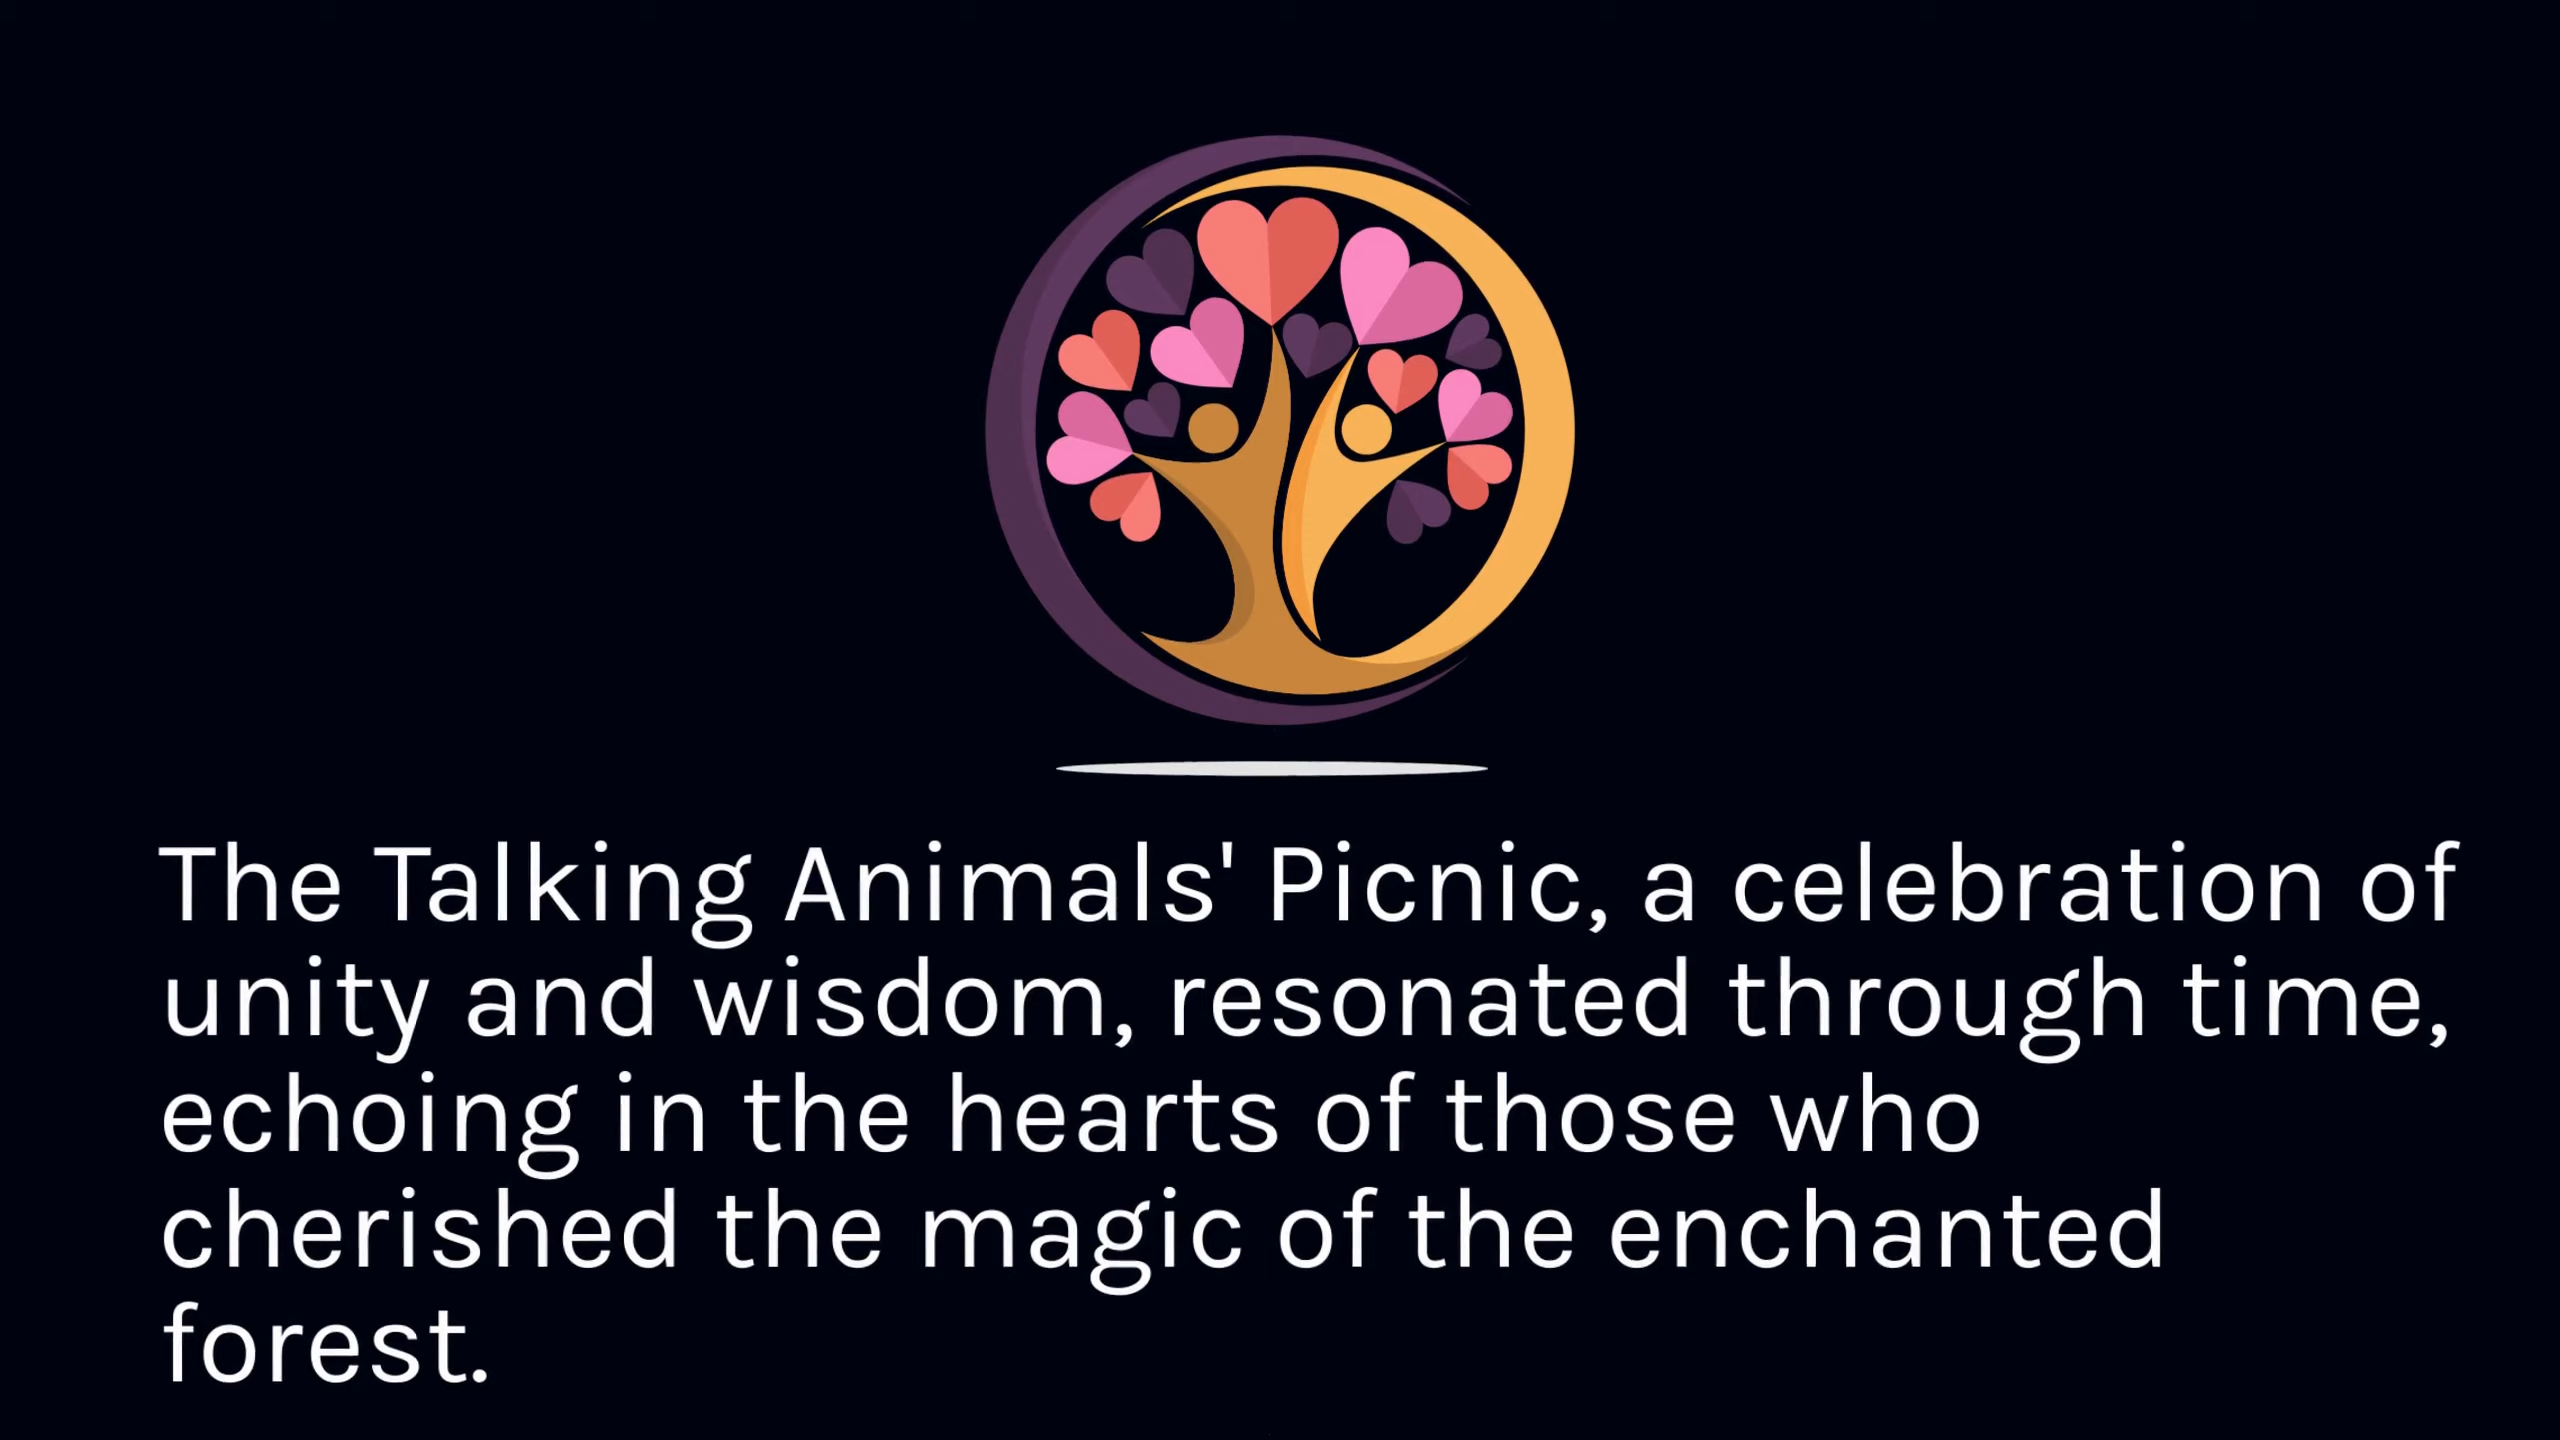 The Talking Animals' Picnic, a celebration of
unity and wisdom, resonated through time,
echoing in the hearts of those who
cherished the magic of the enchanted
forest.